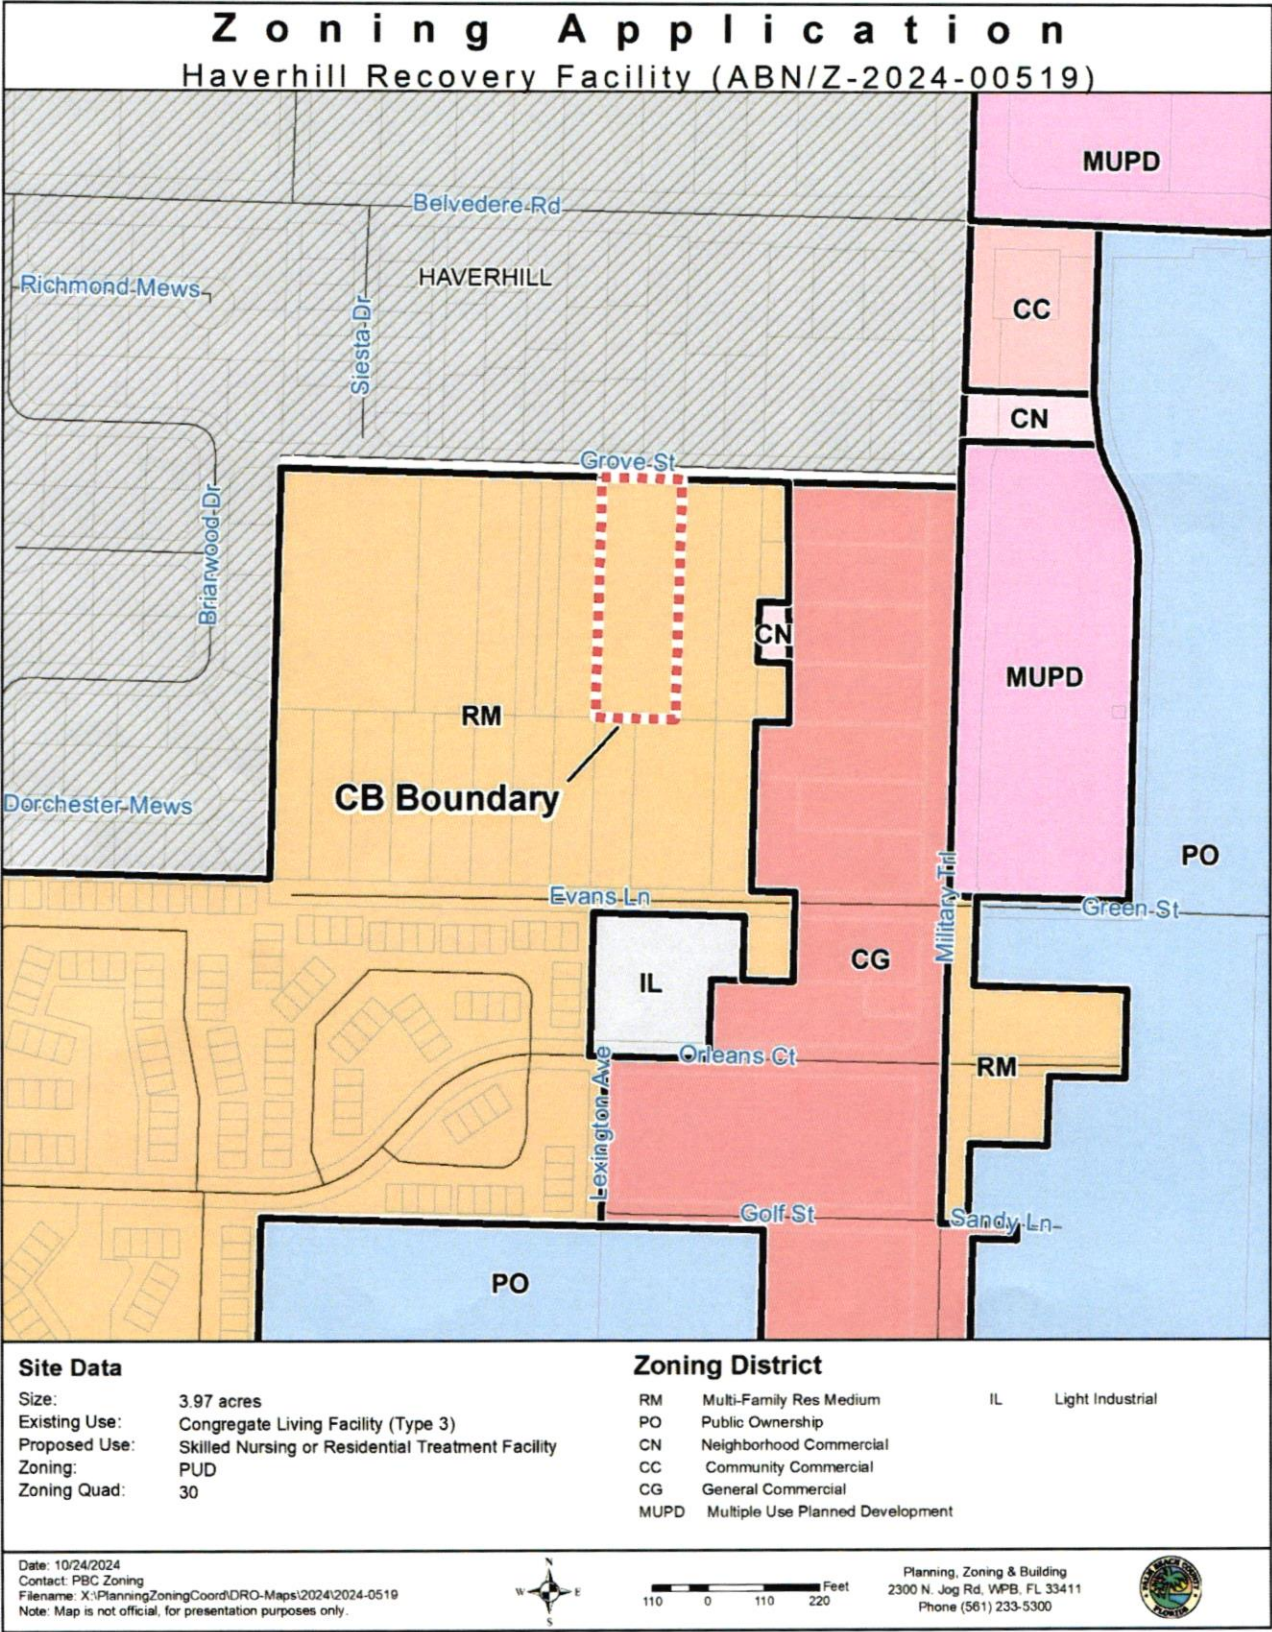 Zoning Application
Haverhill Recovery Facility (ABN/Z-2024-00519)
MUPD
Belvedere Rd
HAVERHILL
Richmond Mews
Siesta Dr
CC
CN
Grove St
Briarwood Dr
CN
MUPD
RM
CB Boundary
Dorchester Mews
PO
Evans Ln
Military Trl
Green St
IL
CG
Orleans Ct
RM
Lexington Ave
Golf St
Sandy Ln
PO
Site Data
Size: 3.97 acres
Existing Use: Congregate Living Facility (Type 3)
Proposed Use: Skilled Nursing or Residential Treatment Facility
Zoning: PUD
Zoning Quad: 30
Zoning District
RM Multi-Family Res Medium
PO Public Ownership
CN Neighborhood Commercial
CC Community Commercial
CG General Commercial
MUPD Multiple Use Planned Development
IL Light Industrial
Date: 10/24/2024
Contact: PBC Zoning
Filename: X:\PlanningZoningCoord\DRO-Maps\2024\2024-0519
Note: Map is not official, for presentation purposes only.
N
W E
S
Feet
110 0 110 220
Planning, Zoning & Building
2300 N. Jog Rd, WPB, FL 33411
Phone (561) 233-5300
PALM BEACH COUNTY
FLORIDA